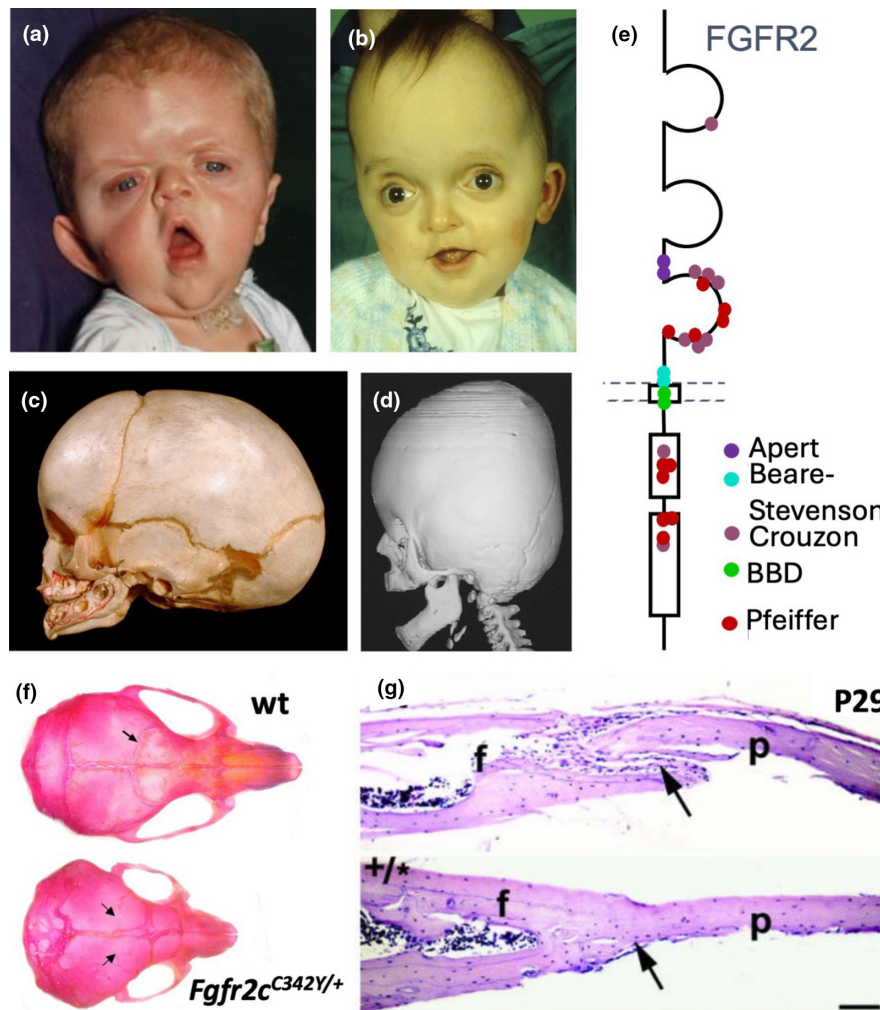 (a)
(b)
(e)
FGFR2
(c)
(d)
Apert
Beare-
Stevenson
Crouzon
BBD
Pfeiffer
(f)
wt
Fgfr2c^C342Y/+
(g)
P29
f
p
+/*
f
p